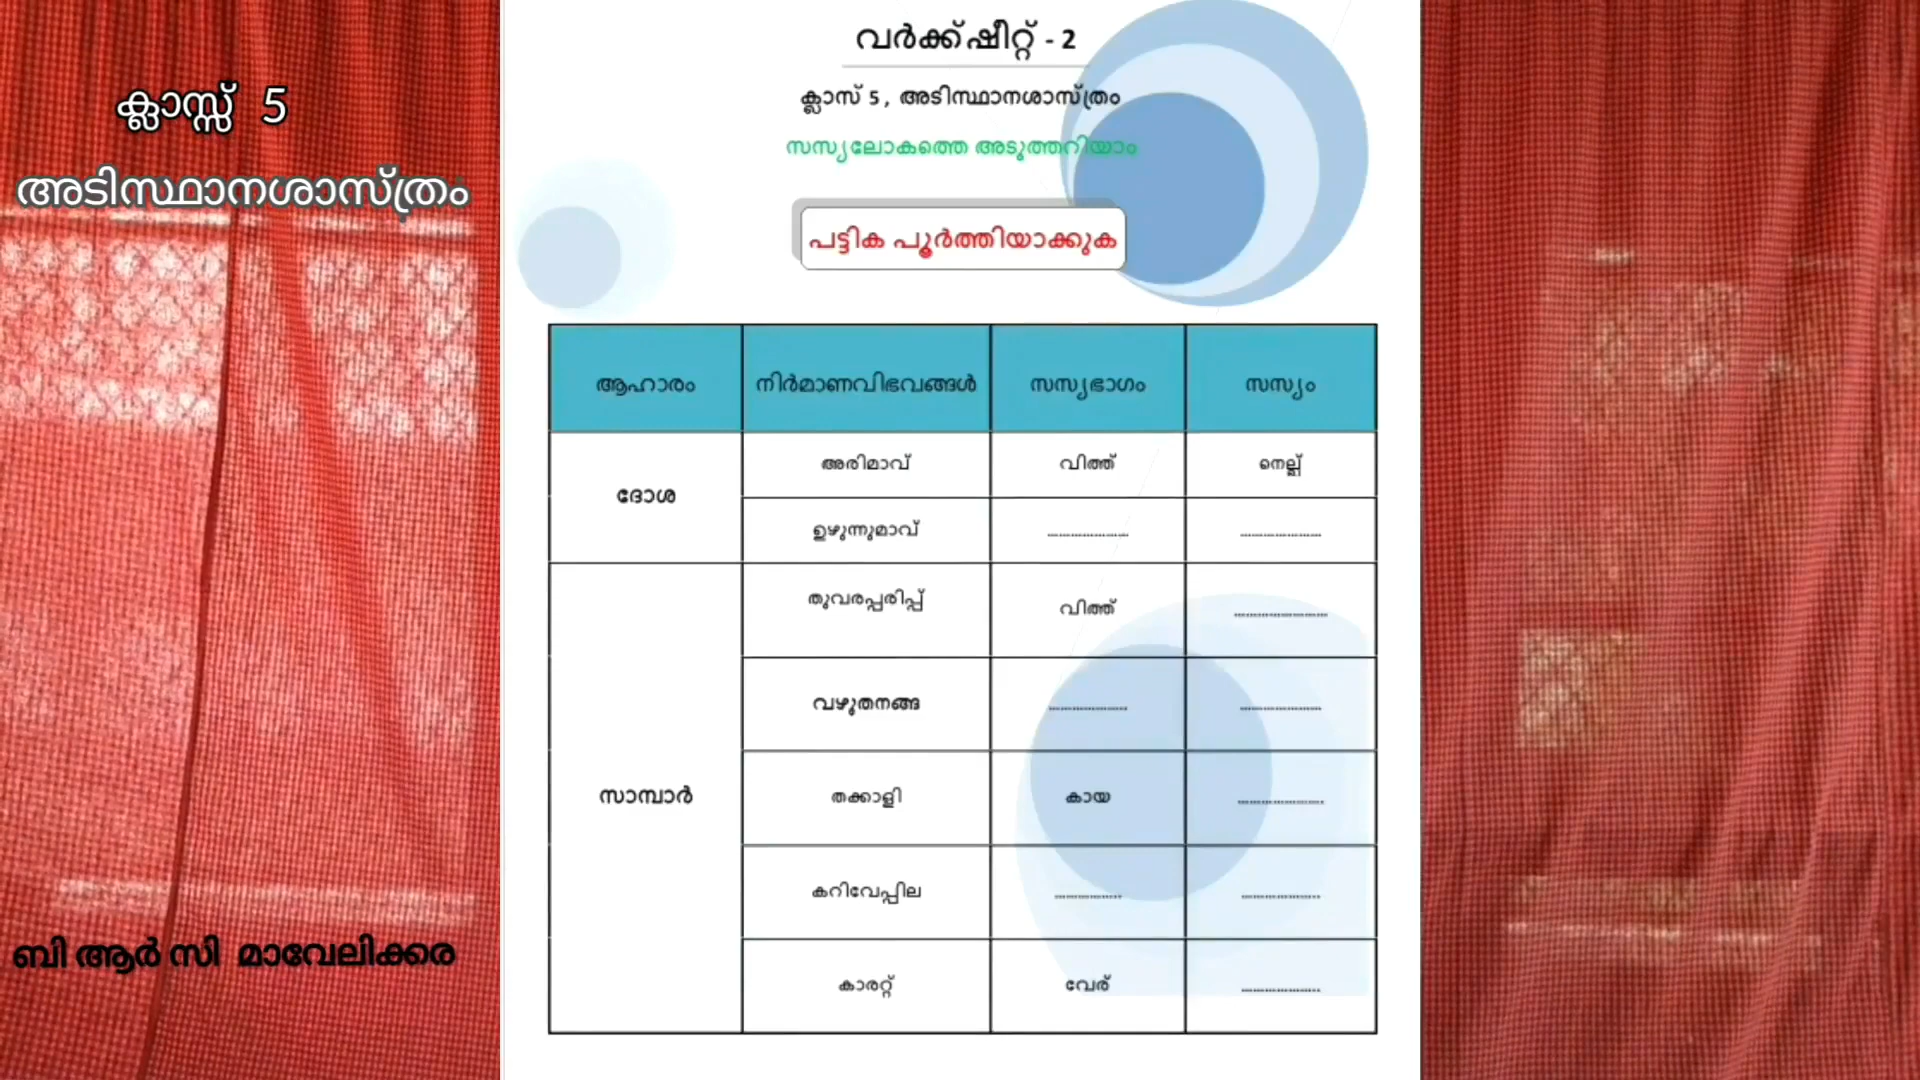 ക്ലാസ്സ് 5
അടിസ്ഥാനശാസ്ത്രം
ബി ആർ സി മാവേലിക്കര
വർക്ക്ഷീറ്റ് - 2
ക്ലാസ് 5, അടിസ്ഥാനശാസ്ത്രം
സസ്യലോകത്തെ അടുത്തറിയാം
പട്ടിക പൂർത്തിയാക്കുക
ആഹാരം നിർമാണവിഭവങ്ങൾ സസ്യഭാഗം സസ്യം
ദോശ
അരിമാവ് വിത്ത് നെല്ല്
ഉഴുന്നുമാവ് ........................ ........................
സാമ്പാർ
തുവരപ്പരിപ്പ് വിത്ത് ........................
വഴുതനങ്ങ ........................ ........................
തക്കാളി കായ ........................
കറിവേപ്പില ........................ ........................
കാരറ്റ് വേര് ........................